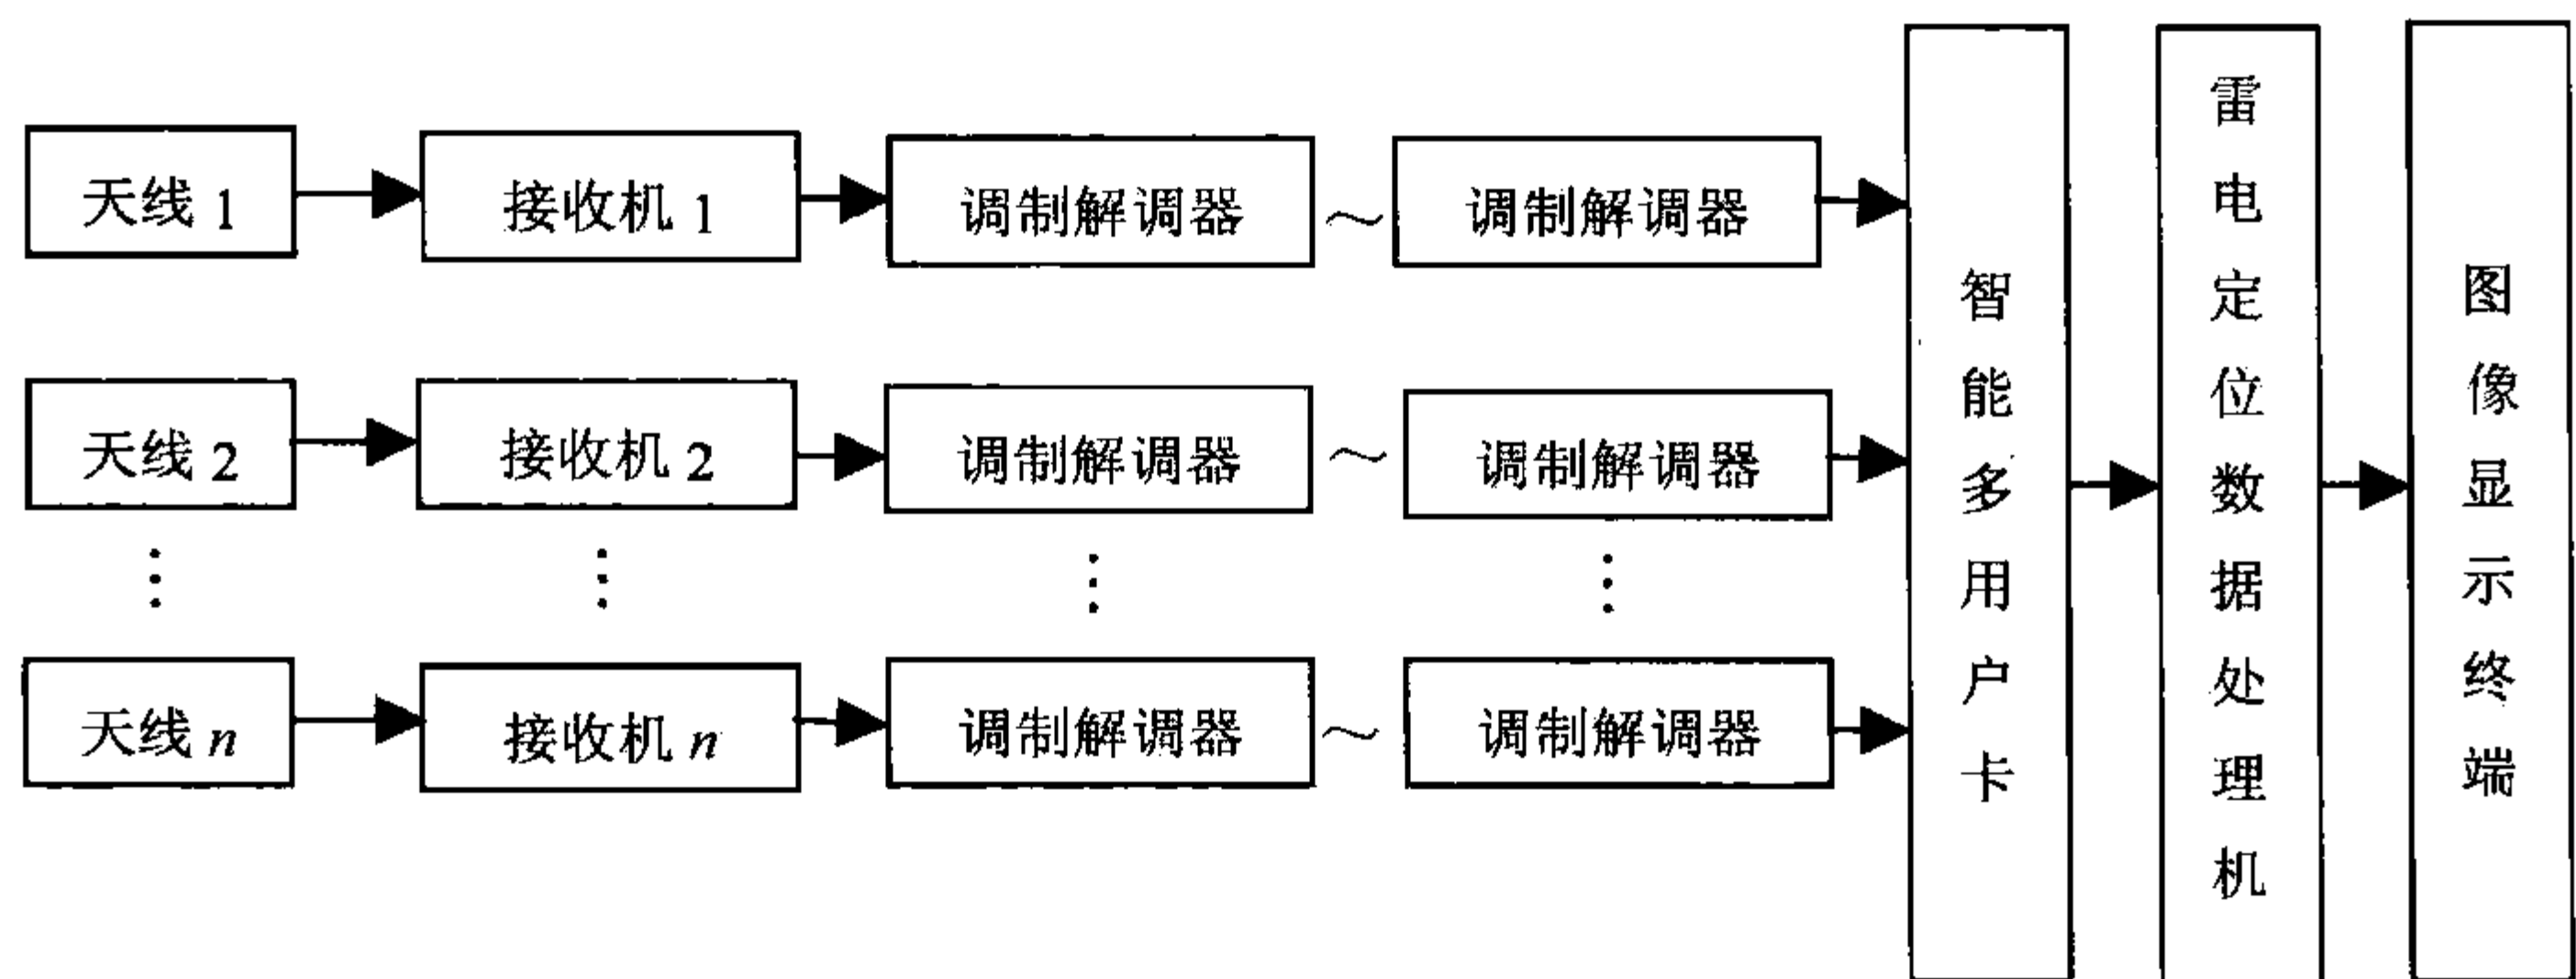 天线 1
接收机 1
调制解调器
~
调制解调器
天线 2
接收机 2
调制解调器
~
调制解调器
天线 n
接收机 n
调制解调器
~
调制解调器
智能多用户卡
雷电定位数据处理机
图像显示终端